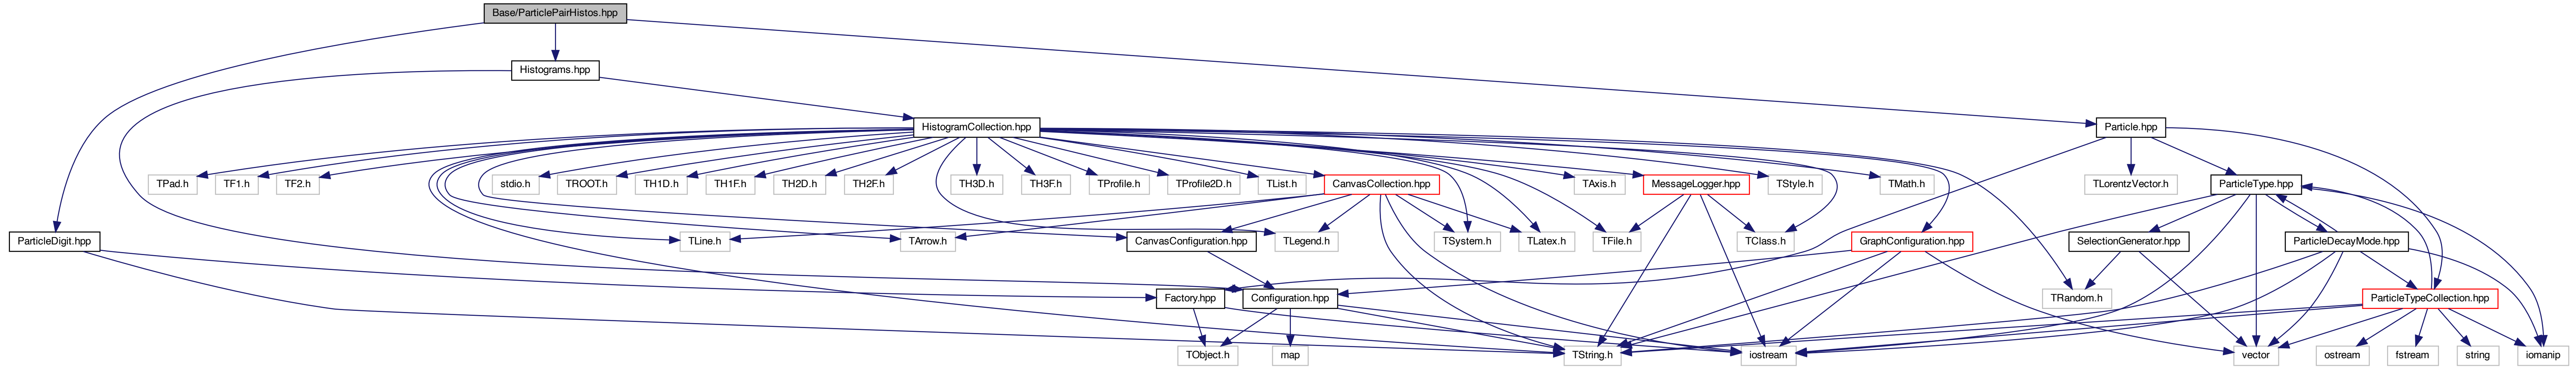 Base/ParticlePairHistos.hpp
Histograms.hpp
HistogramCollection.hpp
Particle.hpp
TPad.h
TF1.h
TF2.h
stdio.h
TROOT.h
TH1D.h
TH1F.h
TH2D.h
TH2F.h
TH3D.h
TH3F.h
TProfile.h
TProfile2D.h
TList.h
CanvasCollection.hpp
TAxis.h
MessageLogger.hpp
TStyle.h
TMath.h
TLorentzVector.h
ParticleType.hpp
ParticleDigit.hpp
TLine.h
TArrow.h
CanvasConfiguration.hpp
TLegend.h
TSystem.h
TLatex.h
TFile.h
TClass.h
GraphConfiguration.hpp
SelectionGenerator.hpp
ParticleDecayMode.hpp
Factory.hpp
Configuration.hpp
TRandom.h
ParticleTypeCollection.hpp
TObject.h
map
TString.h
iostream
vector
ostream
fstream
string
iomanip